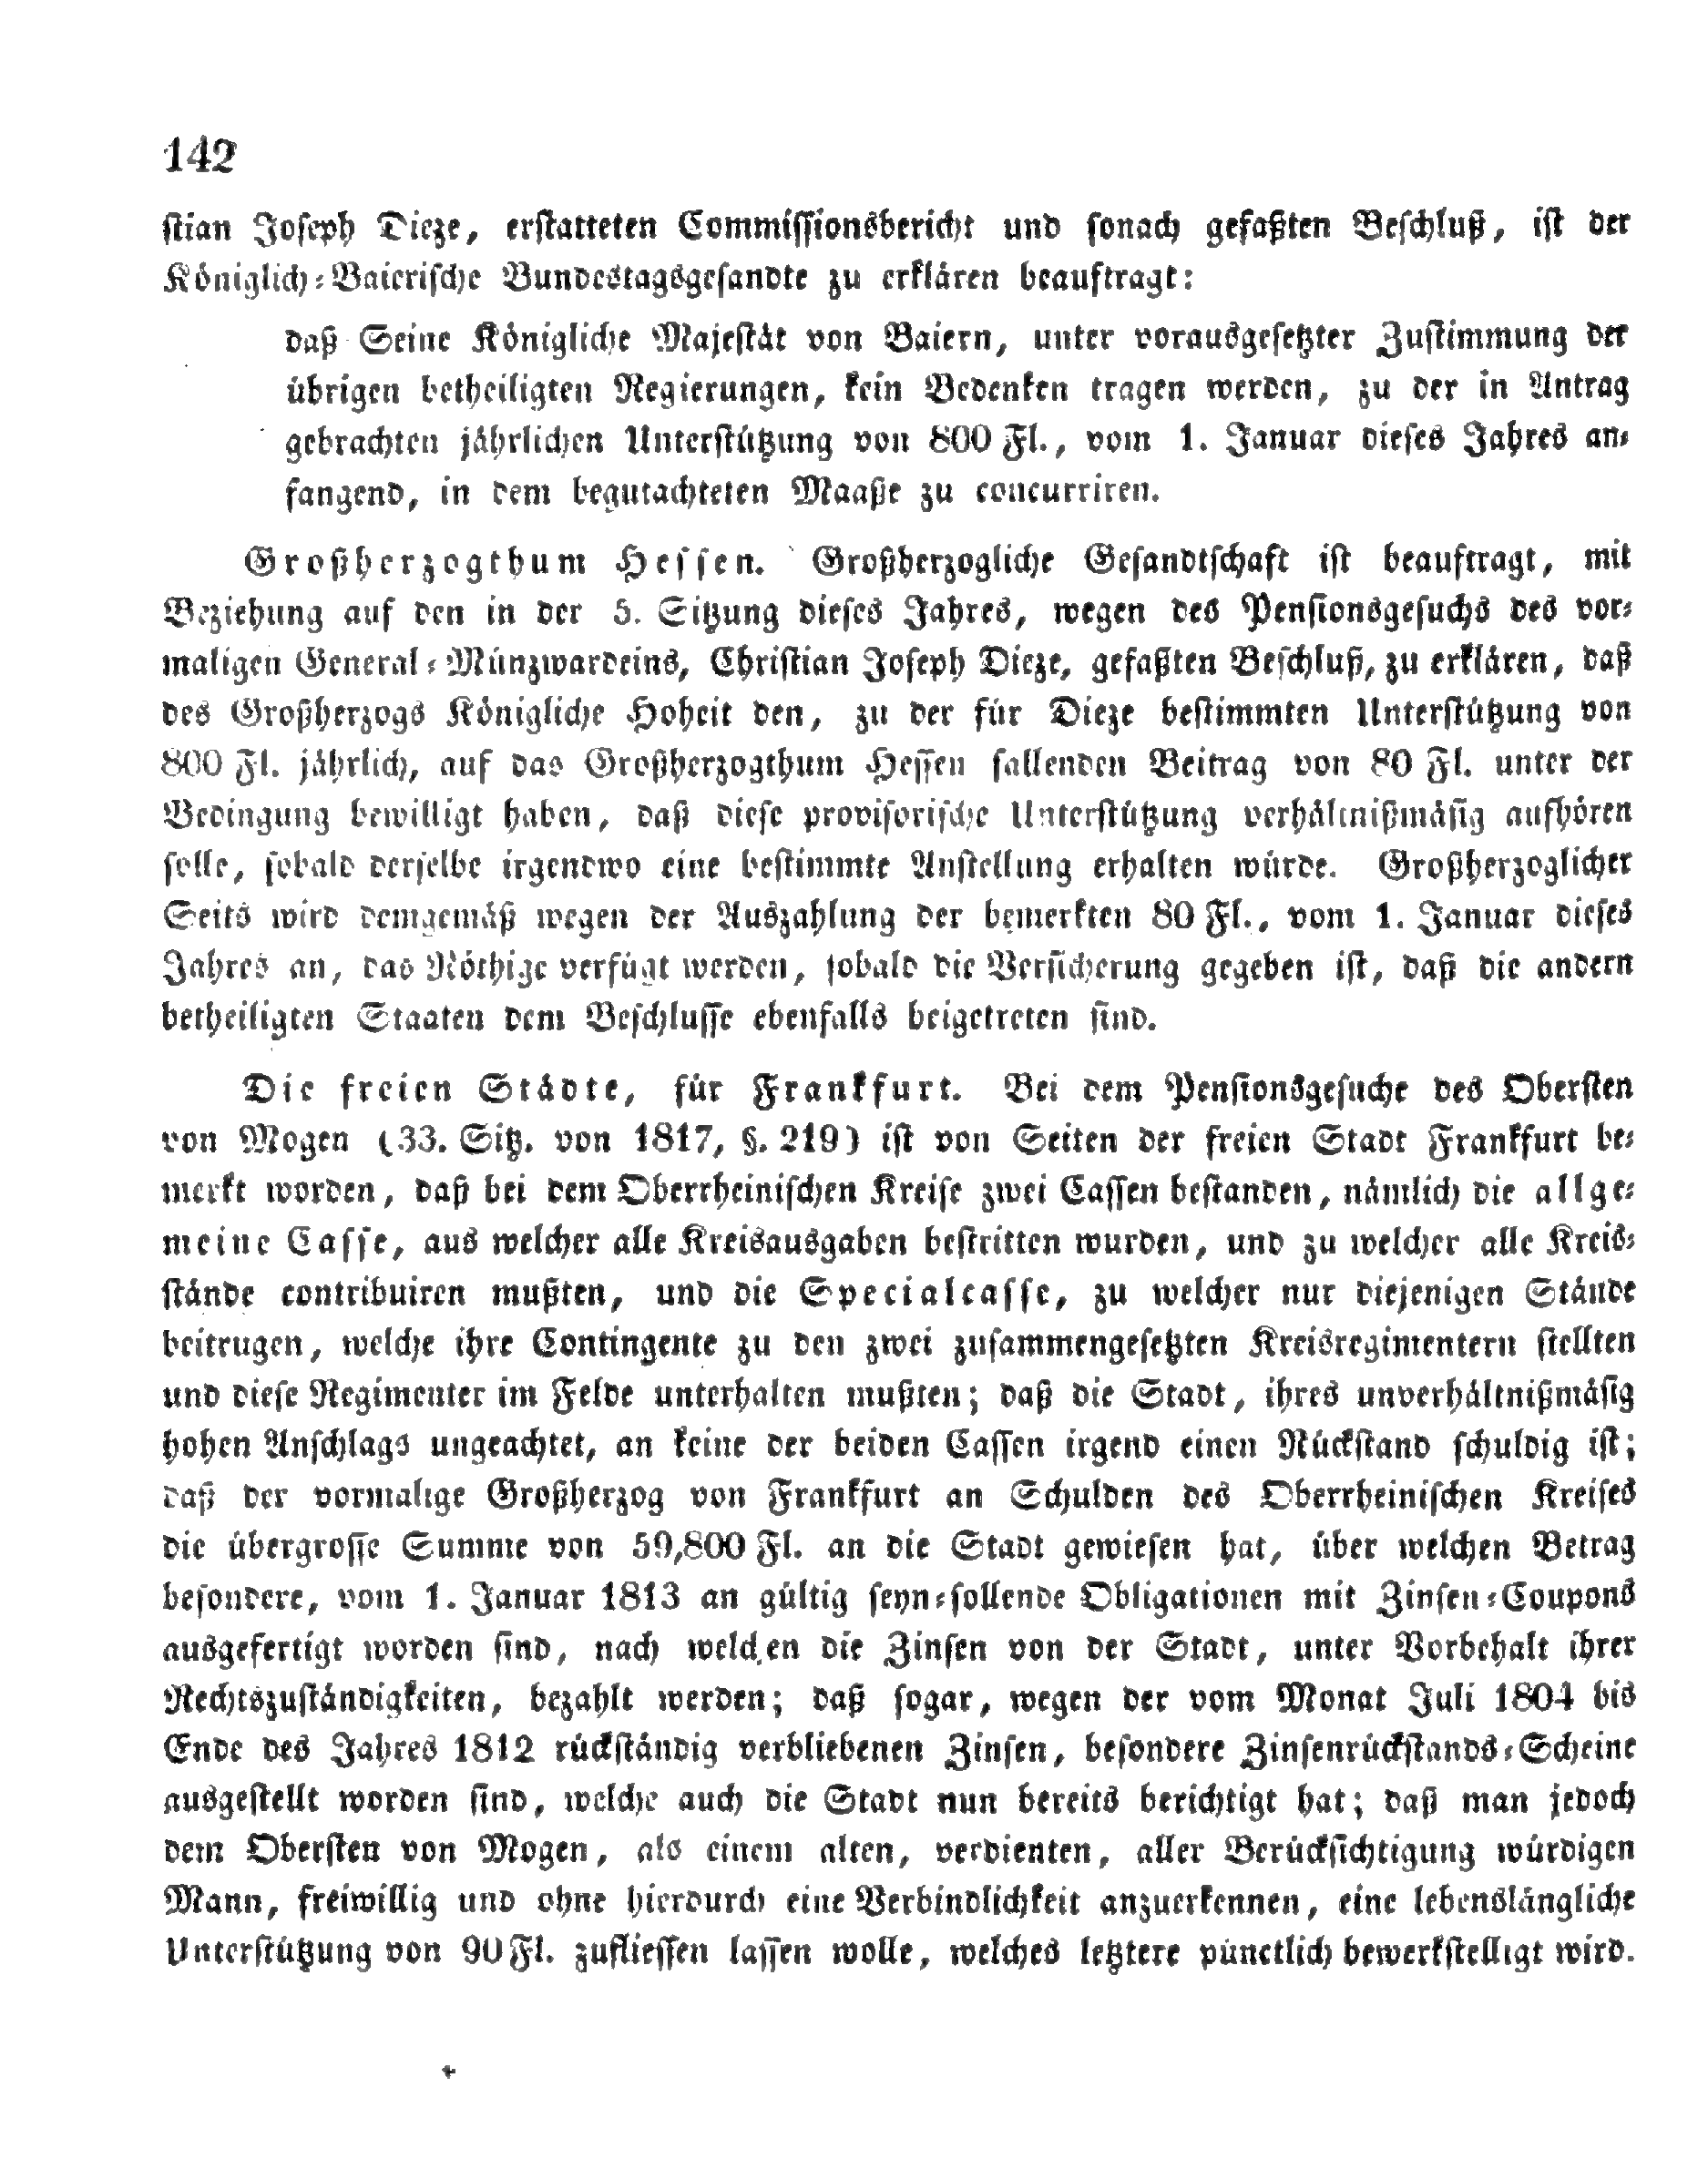 142
stian Joseph Dieze, erstatteten Commissionsbericht und sonach gefaßten Beschluß, ist der
Königlich-Baierische Bundestagsgesandte zu erklären beauftragt:
daß Seine Königliche Majestät von Baiern, unter vorausgesetzter Zustimmung der
übrigen betheiligten Regierungen, kein Bedenken tragen werden, zu der in Antrag
gebrachten jährlichen Unterstützung von 800 Fl., vom 1. Januar dieses Jahres an-
fangend, in dem begutachteten Maaße zu concurriren.
Großherzogthum Hessen. Großherzogliche Gesandtschaft ist beauftragt, mit
Beziehung auf den in der 5. Sitzung dieses Jahres, wegen des Pensionsgesuchs des vor-
maligen General-Münzwardeins, Christian Joseph Dieze, gefaßten Beschluß, zu erklären, daß
des Großherzogs Königliche Hoheit den, zu der für Dieze bestimmten Unterstützung von
800 Fl. jährlich, auf das Großherzogthum Hessen fallenden Beitrag von 80 Fl. unter der
Bedingung bewilligt haben, daß diese provisorische Unterstützung verhältnißmäsig aufhören
solle, sobald derselbe irgendwo eine bestimmte Anstellung erhalten würde. Großherzoglicher
Seits wird demgemäß wegen der Auszahlung der bemerkten 80 Fl., vom 1. Januar dieses
Jahres an, das Nöthige verfügt werden, sobald die Versicherung gegeben ist, daß die andern
betheiligten Staaten dem Beschlusse ebenfalls beigetreten sind.
Die freien Städte, für Frankfurt. Bei dem Pensionsgesuche des Obersten
von Mogen (33. Sitz. von 1817, §. 219) ist von Seiten der freien Stadt Frankfurt be-
merkt worden, daß bei dem Oberrheinischen Kreise zwei Cassen bestanden, nämlich die allge-
meine Casse, aus welcher alle Kreisausgaben bestritten wurden, und zu welcher alle Kreis-
stände contribuiren mußten, und die Specialcasse, zu welcher nur diejenigen Stände
beitrugen, welche ihre Contingente zu den zwei zusammengesetzten Kreisregimentern stellten
und diese Regimenter im Felde unterhalten mußten; daß die Stadt, ihres unverhältnißmäsig
hohen Anschlags ungeachtet, an keine der beiden Cassen irgend einen Rückstand schuldig ist;
daß der vormalige Großherzog von Frankfurt an Schulden des Oberrheinischen Kreises
die übergrosse Summe von 59,800 Fl. an die Stadt gewiesen hat, über welchen Betrag
besondere, vom 1. Januar 1813 an gültig seyn-sollende Obligationen mit Zinsen-Coupons
ausgefertigt worden sind, nach welchen die Zinsen von der Stadt, unter Vorbehalt ihrer
Rechtszuständigkeiten, bezahlt werden; daß sogar, wegen der vom Monat Juli 1804 bis
Ende des Jahres 1812 rückständig verbliebenen Zinsen, besondere Zinsenrückstands-Scheine
ausgestellt worden sind, welche auch die Stadt nun bereits berichtigt hat; daß man jedoch
dem Obersten von Mogen, als einem alten, verdienten, aller Berücksichtigung würdigen
Mann, freiwillig und ohne hierdurch eine Verbindlichkeit anzuerkennen, eine lebenslängliche
Unterstützung von 90 Fl. zufliessen lassen wolle, welches letztere pünctlich bewerkstelligt wird.